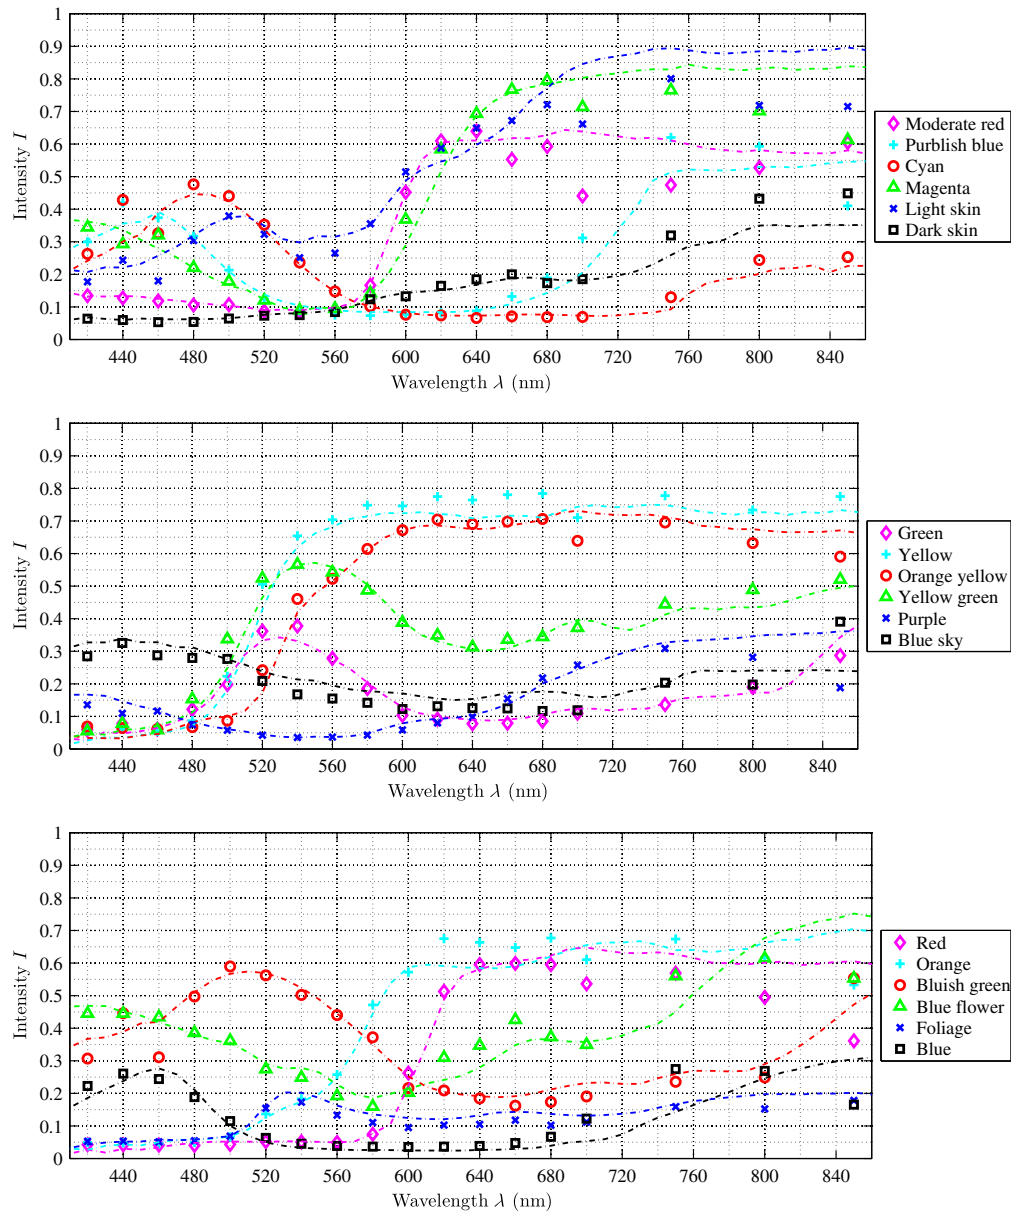 1
0.9
0.8
0.7
0.6
0.5
0.4
0.3
0.2
0.1
0
Intensity I
440 480 520 560 600 640 680 720 760 800 840
Wavelength λ (nm)
Moderate red
Purblish blue
Cyan
Magenta
Light skin
Dark skin
1
0.9
0.8
0.7
0.6
0.5
0.4
0.3
0.2
0.1
0
Intensity I
440 480 520 560 600 640 680 720 760 800 840
Wavelength λ (nm)
Green
Yellow
Orange yellow
Yellow green
Purple
Blue sky
1
0.9
0.8
0.7
0.6
0.5
0.4
0.3
0.2
0.1
0
Intensity I
440 480 520 560 600 640 680 720 760 800 840
Wavelength λ (nm)
Red
Orange
Bluish green
Blue flower
Foliage
Blue